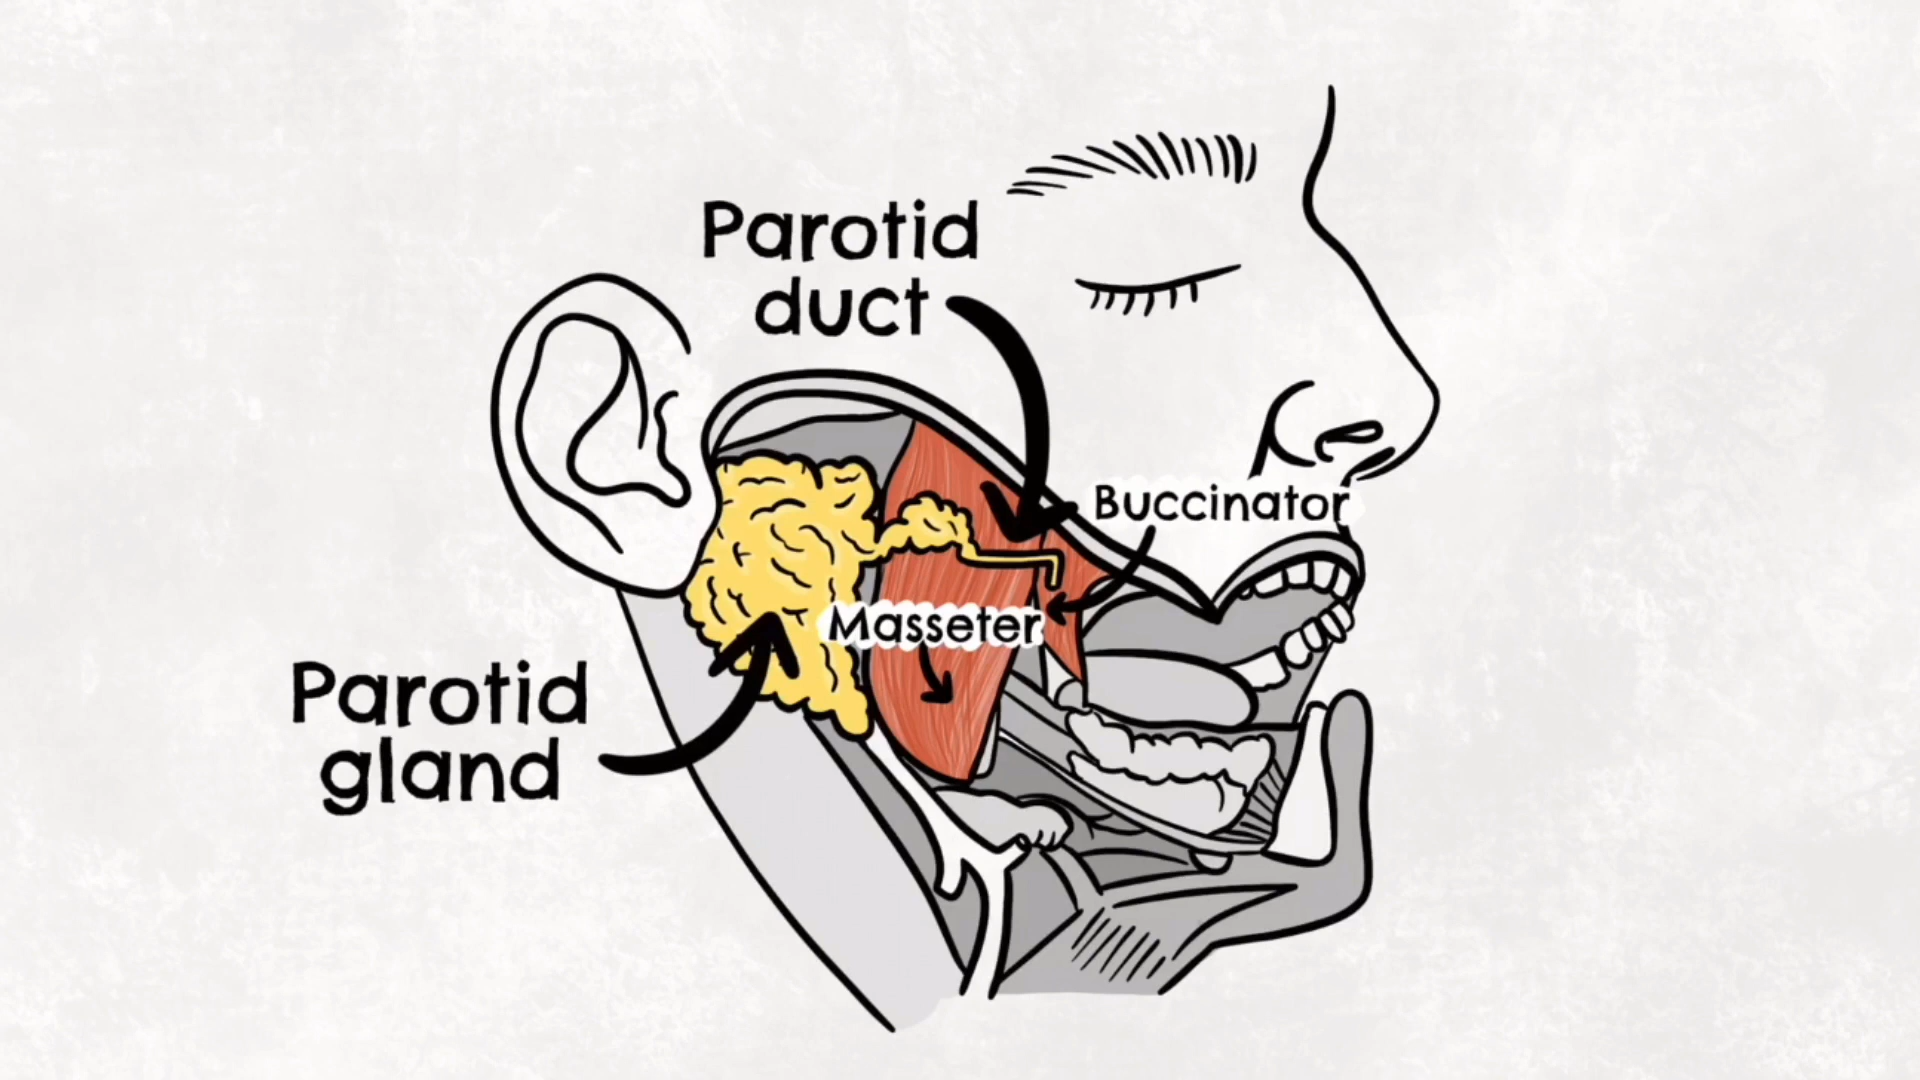 Parotid
duct
Buccinator
Masseter
Parotid
gland